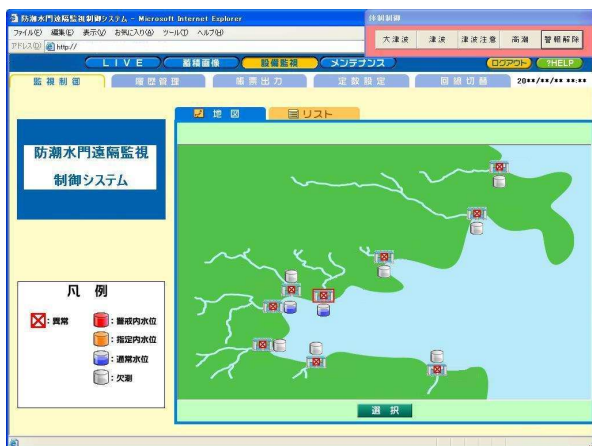 防潮水門遠隔監視制御システム - Microsoft Internet Explorer
ファイル(F) 編集(E) 表示(V) お気に入り(A) ツール(T) ヘルプ(H)
アドレス(D) http://
体制制御
大津波 津波 津波注意 高潮 警報解除
LIVE 蓄積画像 設備監視 メンテナンス ログアウト ?HELP
監視制御 履歴管理 帳票出力 定数設定 回線切替 20**/**/** **:**
地図 リスト
防潮水門遠隔監視
制御システム
凡例
:異常
:警戒内水位
:指定内水位
:通常水位
:欠測
選択